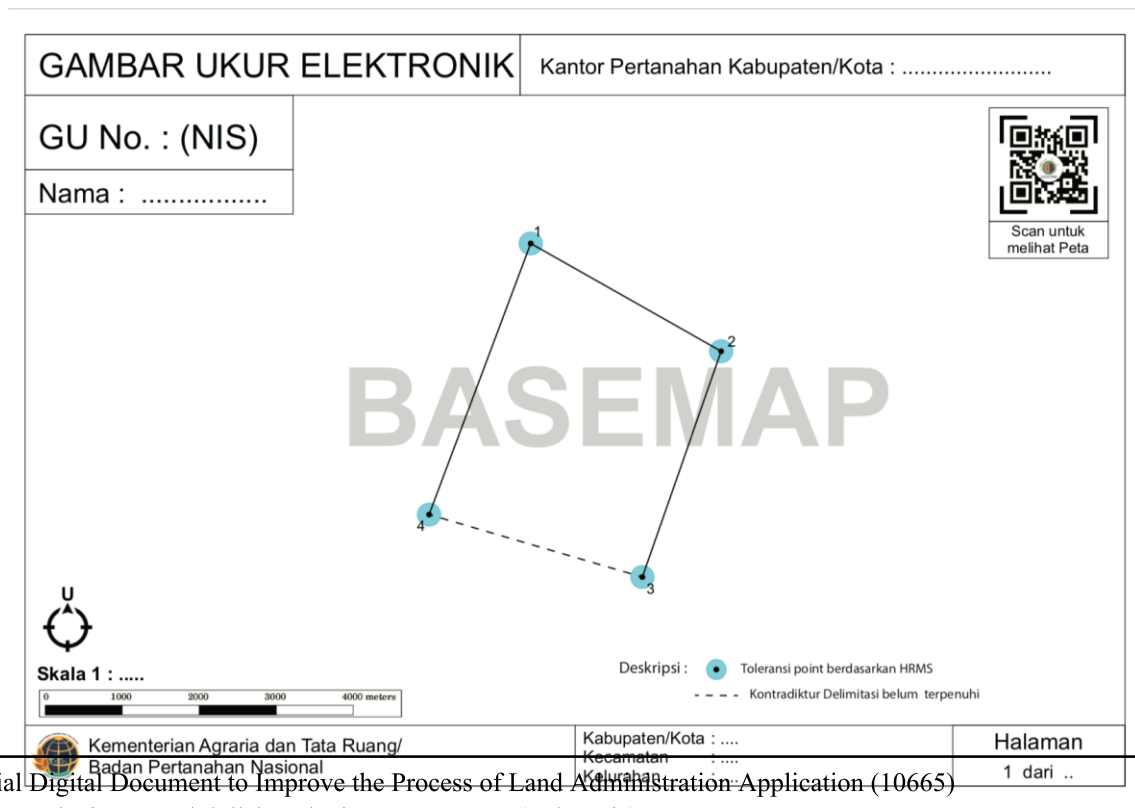 GAMBAR UKUR ELEKTRONIK
Kantor Pertanahan Kabupaten/Kota : .........................
GU No. : (NIS)
Nama : .................
Scan untuk
melihat Peta
1
2
BASEMAP
4
3
U
Skala 1 : .....
0 1000 2000 3000 4000 meters
Deskripsi :
Toleransi point berdasarkan HRMS
Kontradiktur Delimitasi belum terpenuhi
Kementerian Agraria dan Tata Ruang/
Badan Pertanahan Nasional
Kabupaten/Kota : ....
Kecamatan : ....
Kelurahan : ....
Halaman
1 dari ..
ial Digital Document to Improve the Process of Land Administration Application (10665)